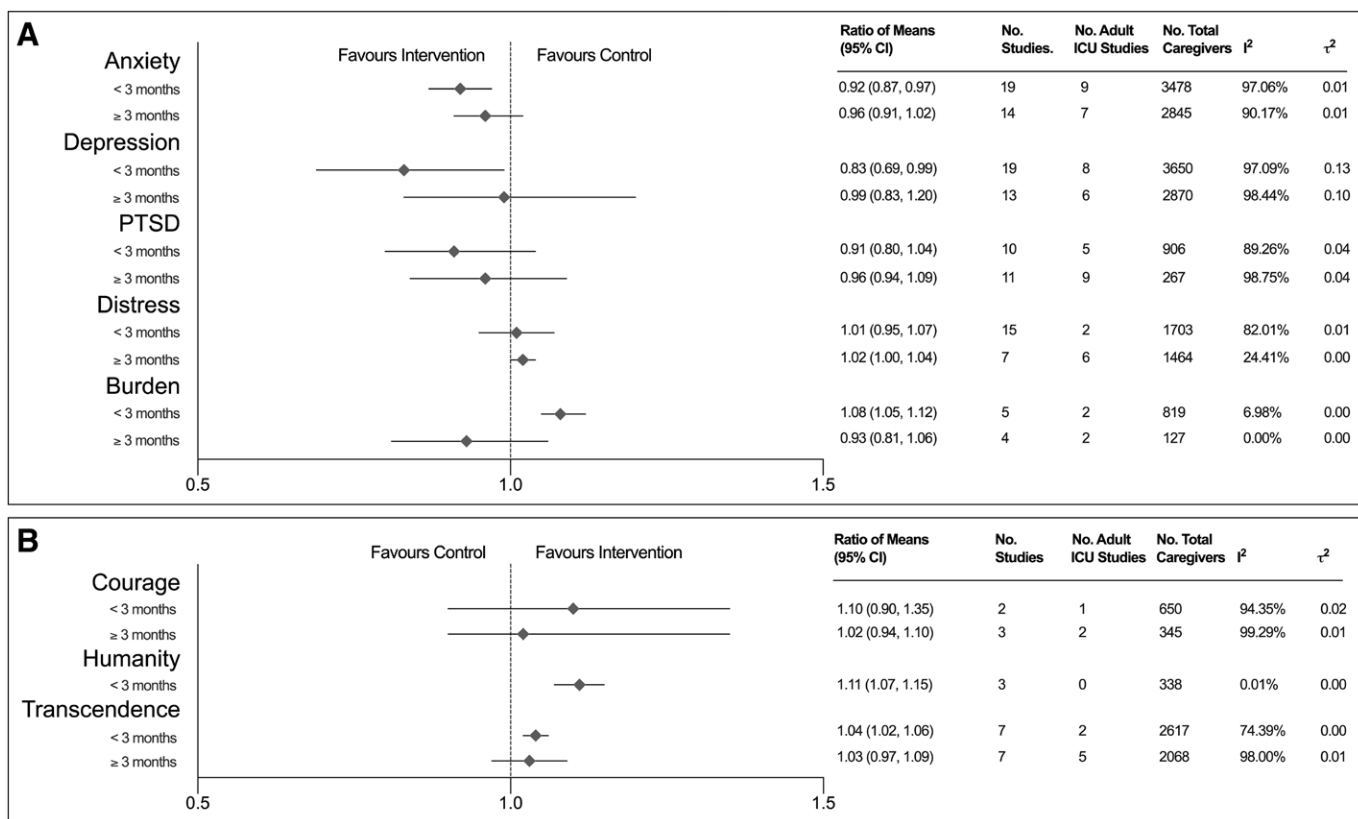 A
Favours Intervention Favours Control
Ratio of Means (95% CI) No. Studies. No. Adult ICU Studies No. Total Caregivers I² τ²
Anxiety
< 3 months 0.92 (0.87, 0.97) 19 9 3478 97.06% 0.01
≥ 3 months 0.96 (0.91, 1.02) 14 7 2845 90.17% 0.01
Depression
< 3 months 0.83 (0.69, 0.99) 19 8 3650 97.09% 0.13
≥ 3 months 0.99 (0.83, 1.20) 13 6 2870 98.44% 0.10
PTSD
< 3 months 0.91 (0.80, 1.04) 10 5 906 89.26% 0.04
≥ 3 months 0.96 (0.94, 1.09) 11 9 267 98.75% 0.04
Distress
< 3 months 1.01 (0.95, 1.07) 15 2 1703 82.01% 0.01
≥ 3 months 1.02 (1.00, 1.04) 7 6 1464 24.41% 0.00
Burden
< 3 months 1.08 (1.05, 1.12) 5 2 819 6.98% 0.00
≥ 3 months 0.93 (0.81, 1.06) 4 2 127 0.00% 0.00
0.5 1.0 1.5
B
Favours Control Favours Intervention
Ratio of Means (95% CI) No. Studies No. Adult ICU Studies No. Total Caregivers I² τ²
Courage
< 3 months 1.10 (0.90, 1.35) 2 1 650 94.35% 0.02
≥ 3 months 1.02 (0.94, 1.10) 3 2 345 99.29% 0.01
Humanity
< 3 months 1.11 (1.07, 1.15) 3 0 338 0.01% 0.00
Transcendence
< 3 months 1.04 (1.02, 1.06) 7 2 2617 74.39% 0.00
≥ 3 months 1.03 (0.97, 1.09) 7 5 2068 98.00% 0.01
0.5 1.0 1.5